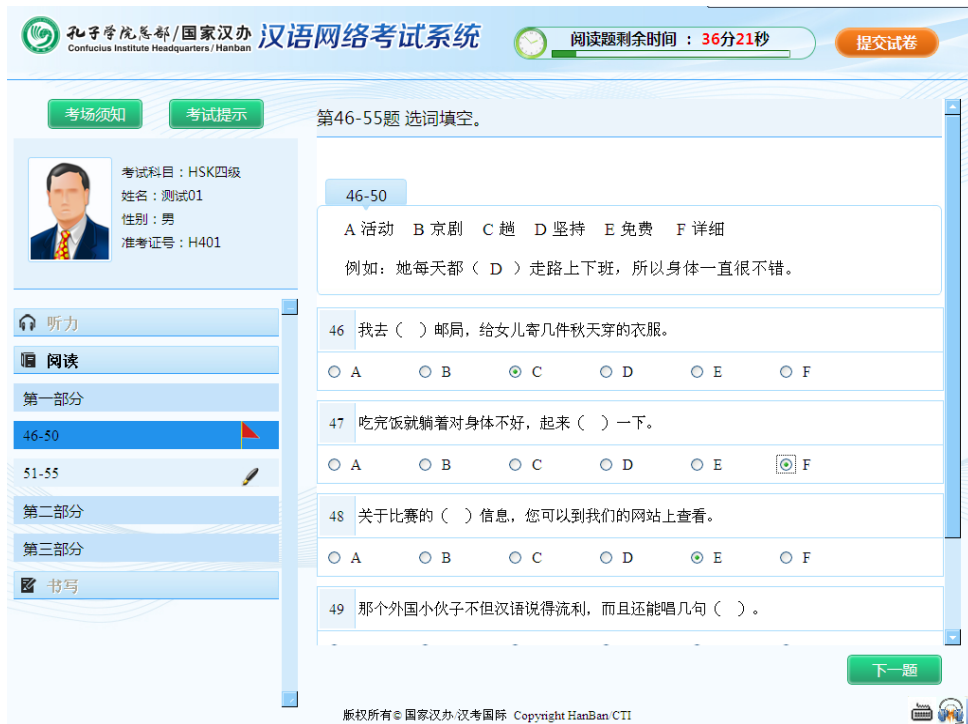 孔子学院总部/国家汉办
Confucius Institute Headquarters/Hanban
汉语网络考试系统
阅读题剩余时间 : 36分21秒
提交试卷
考场须知
考试提示
考试科目:HSK四级
姓名:测试01
性别:男
准考证号:H401
听力
阅读
第一部分
46-50
51-55
第二部分
第三部分
书写
第46-55题 选词填空。
46-50
A 活动 B 京剧 C 趟 D 坚持 E 免费 F 详细
例如:她每天都( D )走路上下班,所以身体一直很不错。
46 我去( )邮局,给女儿寄几件秋天穿的衣服。
A B C D E F
47 吃完饭就躺着对身体不好,起来( )一下。
A B C D E F
48 关于比赛的( )信息,您可以到我们的网站上查看。
A B C D E F
49 那个外国小伙子不但汉语说得流利,而且还能唱几句( )。
下一题
版权所有© 国家汉办/汉考国际 Copyright HanBan/CTI